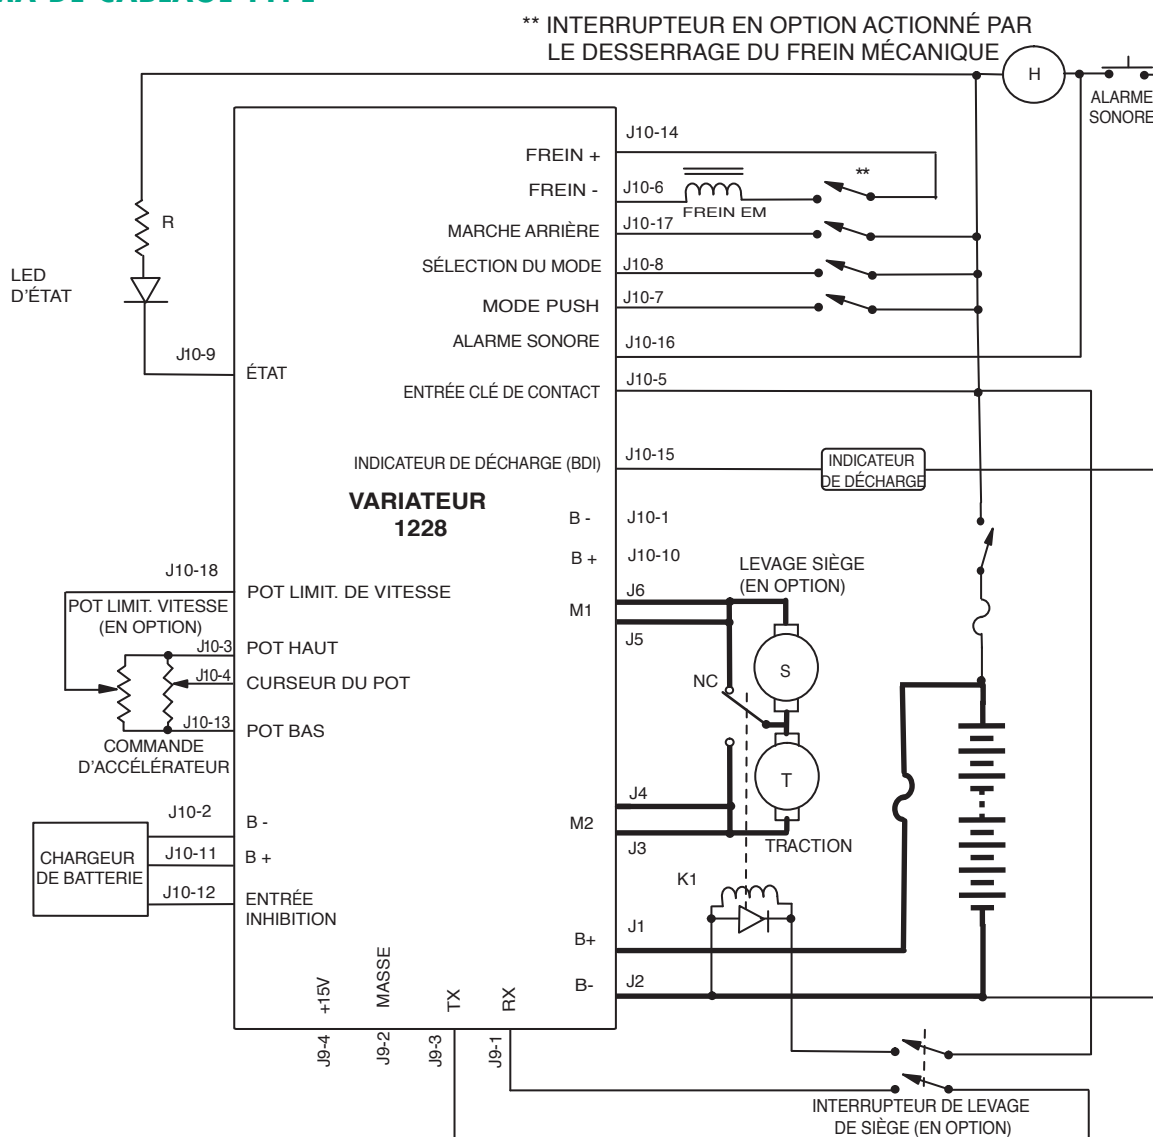 ** INTERRUPTEUR EN OPTION ACTIONNÉ PAR
LE DESSERRAGE DU FREIN MÉCANIQUE
H
ALARME
SONORE
J10-14
FREIN +
**
FREIN -
J10-6
FREIN EM
R
MARCHE ARRIÈRE
J10-17
LED
D'ÉTAT
SÉLECTION DU MODE
J10-8
MODE PUSH
J10-7
ALARME SONORE
J10-16
J10-9
ÉTAT
ENTRÉE CLÉ DE CONTACT
J10-5
INDICATEUR DE DÉCHARGE (BDI)
J10-15
INDICATEUR
DE DÉCHARGE
VARIATEUR
1228
B -
J10-1
B +
J10-10
LEVAGE SIÈGE
(EN OPTION)
J10-18
POT LIMIT. DE VITESSE
J6
M1
J5
POT LIMIT. VITESSE
(EN OPTION)
J10-3
POT HAUT
J10-4
CURSEUR DU POT
J10-13
POT BAS
NC
S
T
COMMANDE
D'ACCÉLÉRATEUR
J4
M2
J3
TRACTION
J10-2
B -
CHARGEUR
DE BATTERIE
J10-11
B +
J10-12
ENTRÉE
INHIBITION
K1
J1
B+
J2
B-
+15V
MASSE
TX
RX
J9-4
J9-2
J9-3
J9-1
INTERRUPTEUR DE LEVAGE
DE SIÈGE (EN OPTION)